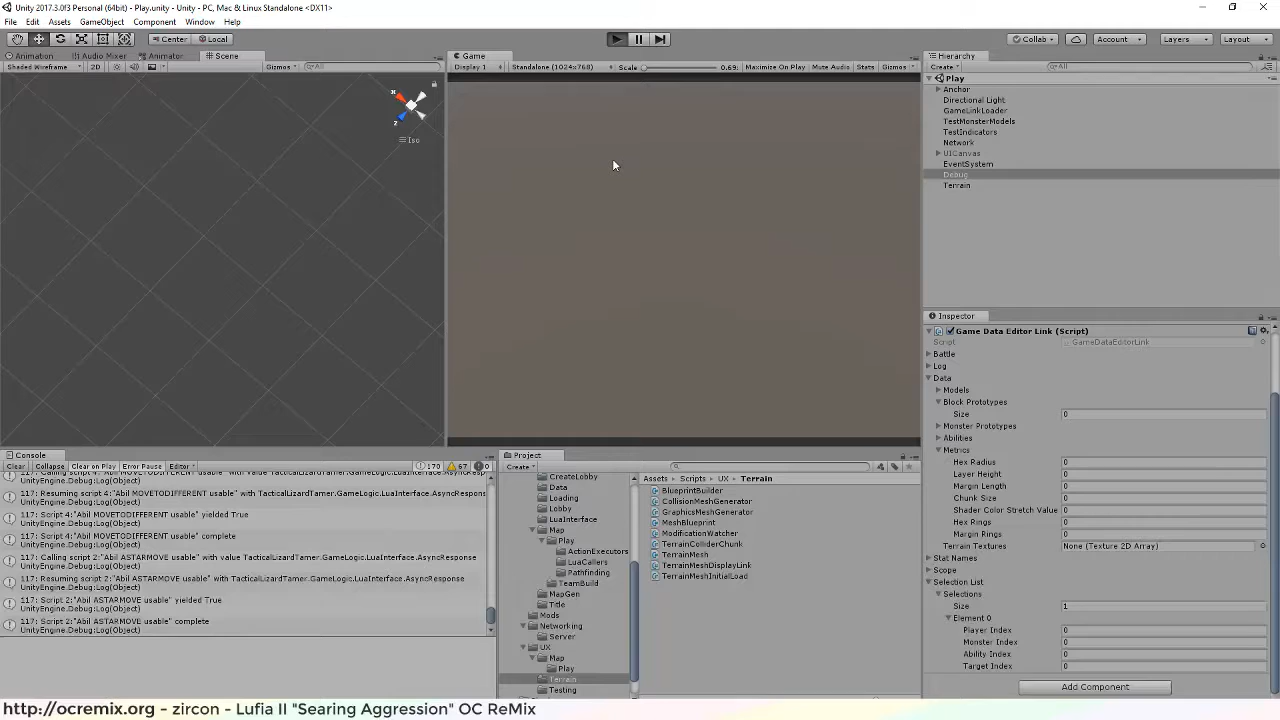 Unity 2017.3.0f3 Personal (64bit) - Play.unity - Unity - PC, Mac & Linux Standalone <DX11>
File Edit Assets GameObject Component Window Help
Center Local Collab Account Layers Layout
Animation Audio Mixer Animator Scene
Shaded Wireframe 2D Gizmos All
Iso
Game
Display 1 Standalone (1024x768) Scale 0.69: Maximize On Play Mute Audio Stats Gizmos
Hierarchy
Create All
Play
Anchor
Directional Light
GameLinkLoader
TestMonsterModels
TestIndicators
Network
UICanvas
EventSystem
Debug
Terrain
Inspector
Game Data Editor Link (Script)
Script GameDataEditorLink
Battle
Log
Data
Models
Block Prototypes
Size 0
Monster Prototypes
Abilities
Metrics
Hex Radius 0
Layer Height 0
Margin Length 0
Chunk Size 0
Shader Color Stretch Value 0
Hex Rings 0
Margin Rings 0
Terrain Textures None (Texture 2D Array)
Stat Names
Scope
Selection List
Selections
Size 1
Element 0
Player Index 0
Monster Index 0
Ability Index 0
Target Index 0
Add Component
Console
Clear Collapse Clear on Play Error Pause Editor 170 67 0
UnityEngine.Debug:Log(Object)
117: Resuming script 4:"Abil MOVETODIFFERENT usable" with TacticalLizardTamer.GameLogic.LuaInterface.AsyncRespons
UnityEngine.Debug:Log(Object)
117: Script 4:"Abil MOVETODIFFERENT usable" yielded True
UnityEngine.Debug:Log(Object)
117: Script 4:"Abil MOVETODIFFERENT usable" complete
UnityEngine.Debug:Log(Object)
117: Calling script 2:"Abil ASTARMOVE usable" with value TacticalLizardTamer.GameLogic.LuaInterface.AsyncResponse
UnityEngine.Debug:Log(Object)
117: Resuming script 2:"Abil ASTARMOVE usable" with TacticalLizardTamer.GameLogic.LuaInterface.AsyncResponse
UnityEngine.Debug:Log(Object)
117: Script 2:"Abil ASTARMOVE usable" yielded True
UnityEngine.Debug:Log(Object)
117: Script 2:"Abil ASTARMOVE usable" complete
UnityEngine.Debug:Log(Object)
Project
Create
CreateLobby
Data
Loading
Lobby
LuaInterface
Map
Play
ActionExecutors
LuaCallers
Pathfinding
TeamBuild
MapGen
Title
Mods
Networking
Server
UX
Map
Play
Terrain
Testing
Assets Scripts UX Terrain
BlueprintBuilder
CollisionMeshGenerator
GraphicsMeshGenerator
MeshBlueprint
ModificationWatcher
TerrainColliderChunk
TerrainMesh
TerrainMeshDisplayLink
TerrainMeshInitialLoad
http://ocremix.org - zircon - Lufia II "Searing Aggression" OC ReMix